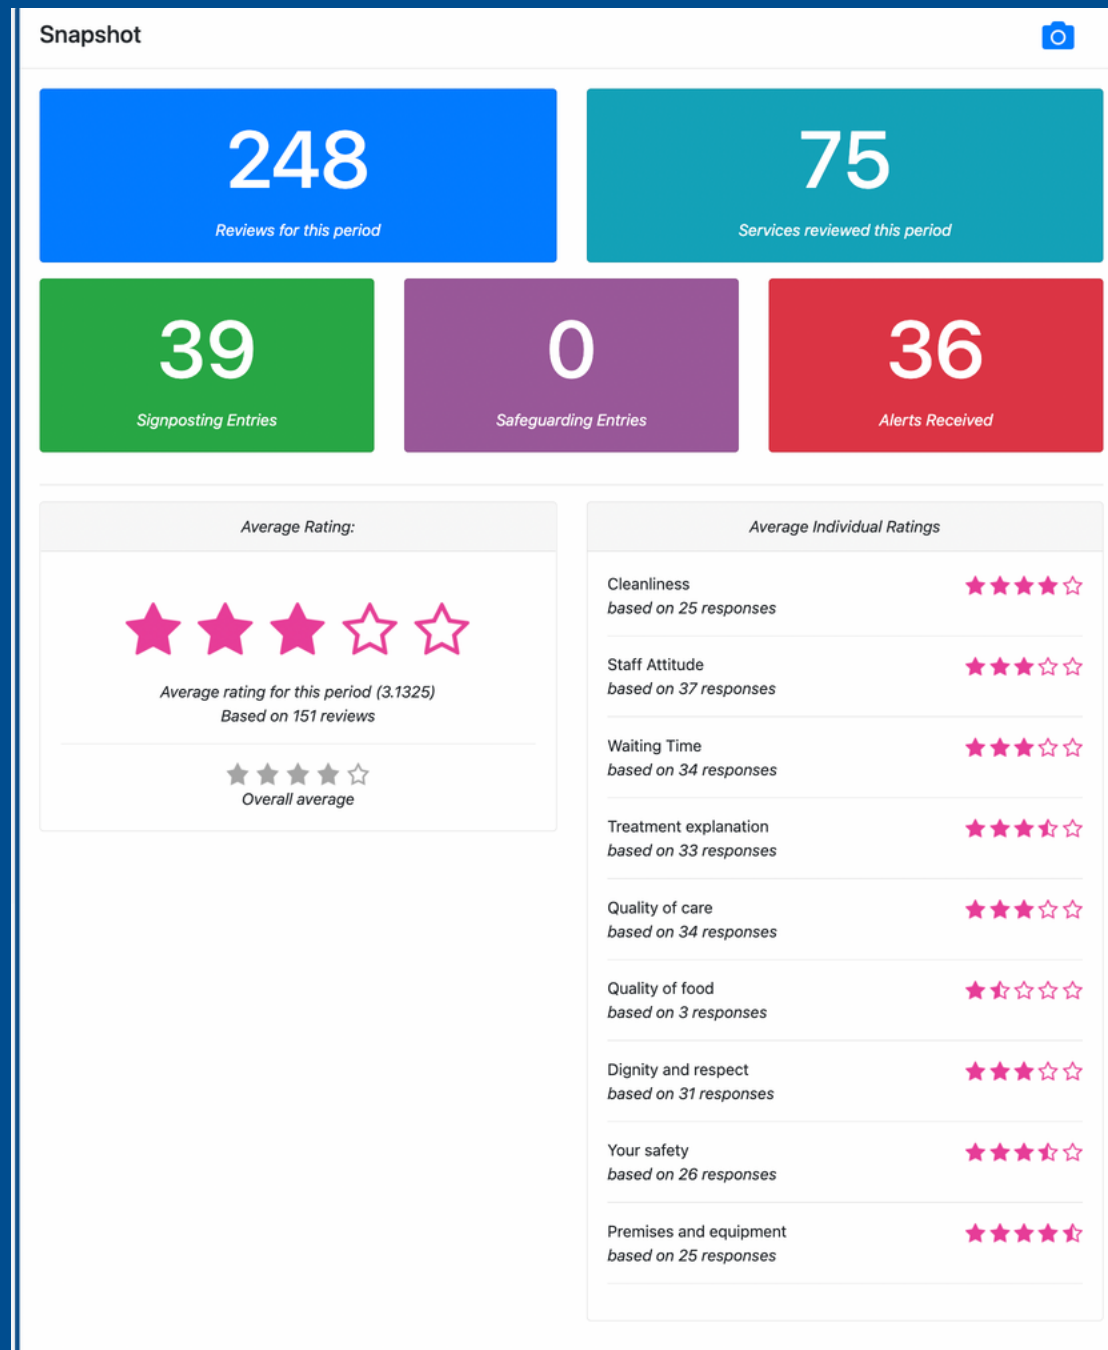 Snapshot
248
Reviews for this period
75
Services reviewed this period
39
Signposting Entries
0
Safeguarding Entries
36
Alerts Received
Average Rating:
Average rating for this period (3.1325)
Based on 151 reviews
Overall average
Average Individual Ratings
Cleanliness
based on 25 responses
Staff Attitude
based on 37 responses
Waiting Time
based on 34 responses
Treatment explanation
based on 33 responses
Quality of care
based on 34 responses
Quality of food
based on 3 responses
Dignity and respect
based on 31 responses
Your safety
based on 26 responses
Premises and equipment
based on 25 responses